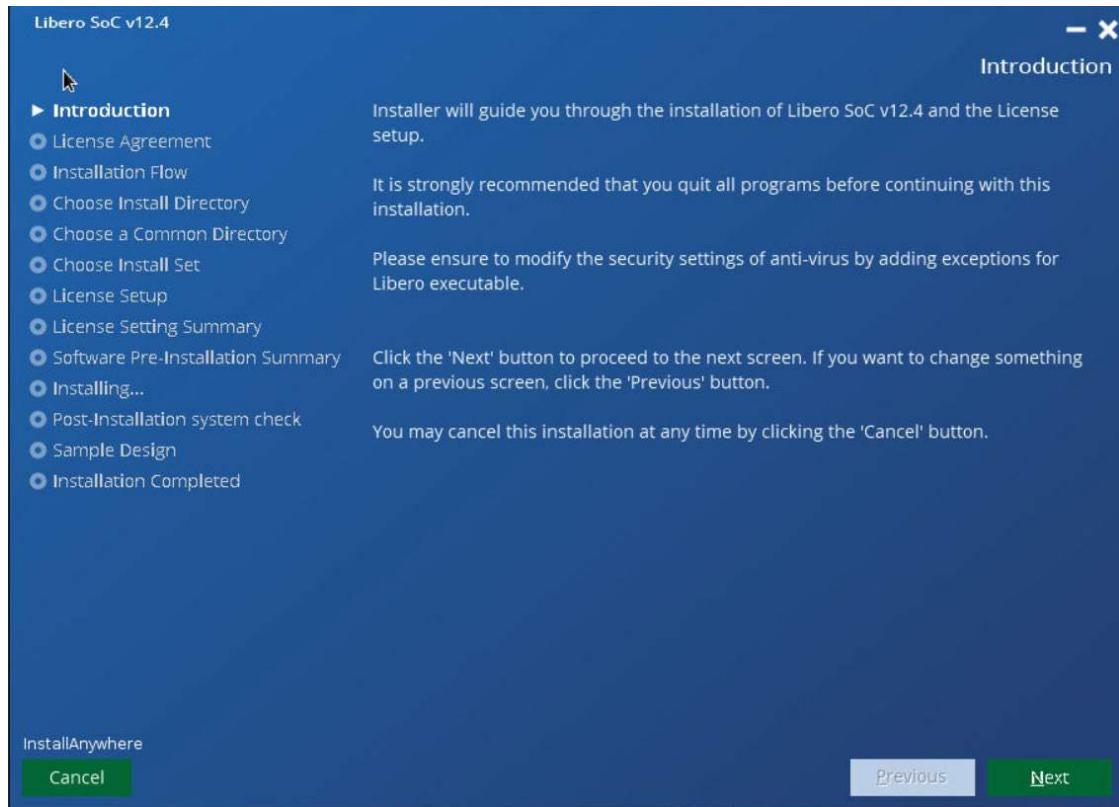 Libero SoC v12.4
Introduction
Introduction
License Agreement
Installation Flow
Choose Install Directory
Choose a Common Directory
Choose Install Set
License Setup
License Setting Summary
Software Pre-Installation Summary
Installing...
Post-Installation system check
Sample Design
Installation Completed
Installer will guide you through the installation of Libero SoC v12.4 and the License
setup.
It is strongly recommended that you quit all programs before continuing with this
installation.
Please ensure to modify the security settings of anti-virus by adding exceptions for
Libero executable.
Click the 'Next' button to proceed to the next screen. If you want to change something
on a previous screen, click the 'Previous' button.
You may cancel this installation at any time by clicking the 'Cancel' button.
InstallAnywhere
Cancel
Previous
Next